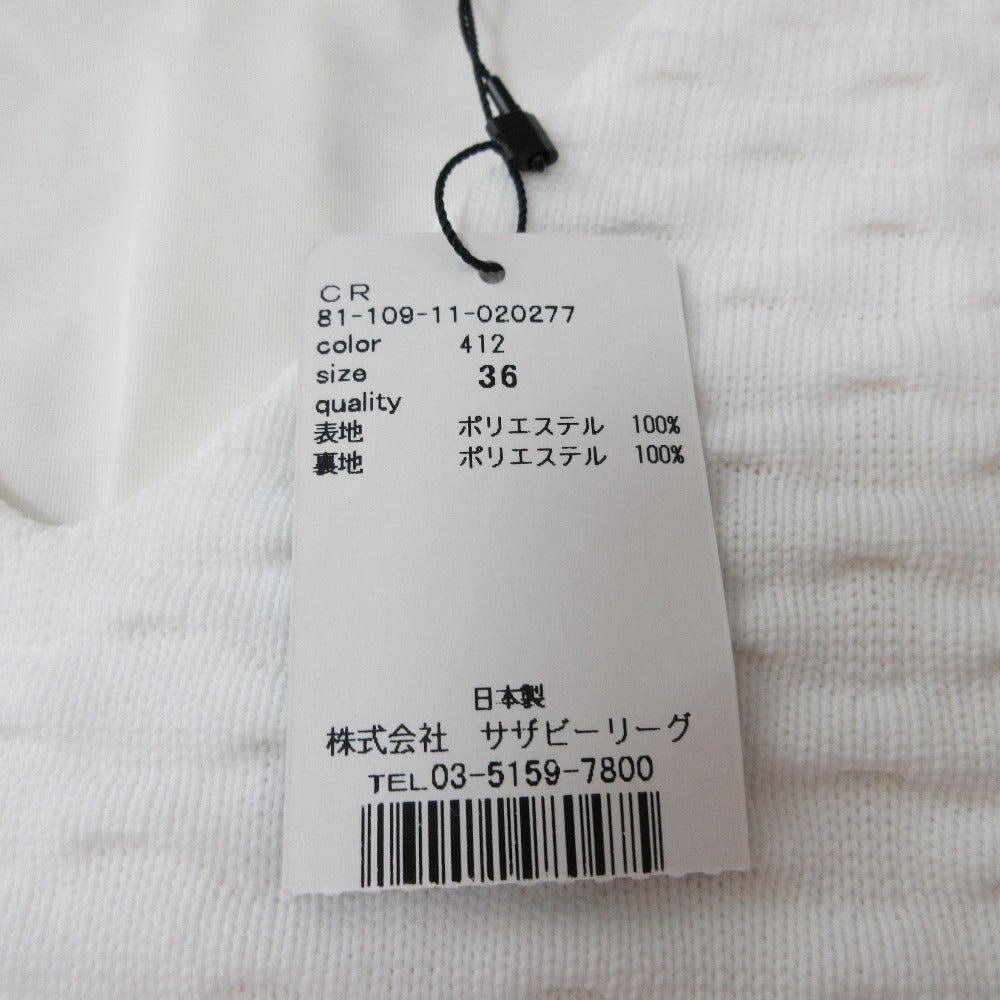 CR
81-109-11-020277
color 412
size 36
quality
表地 ポリエステル 100%
裏地 ポリエステル 100%
日本製
株式会社 サザビーリーグ
TEL.03-5159-7800